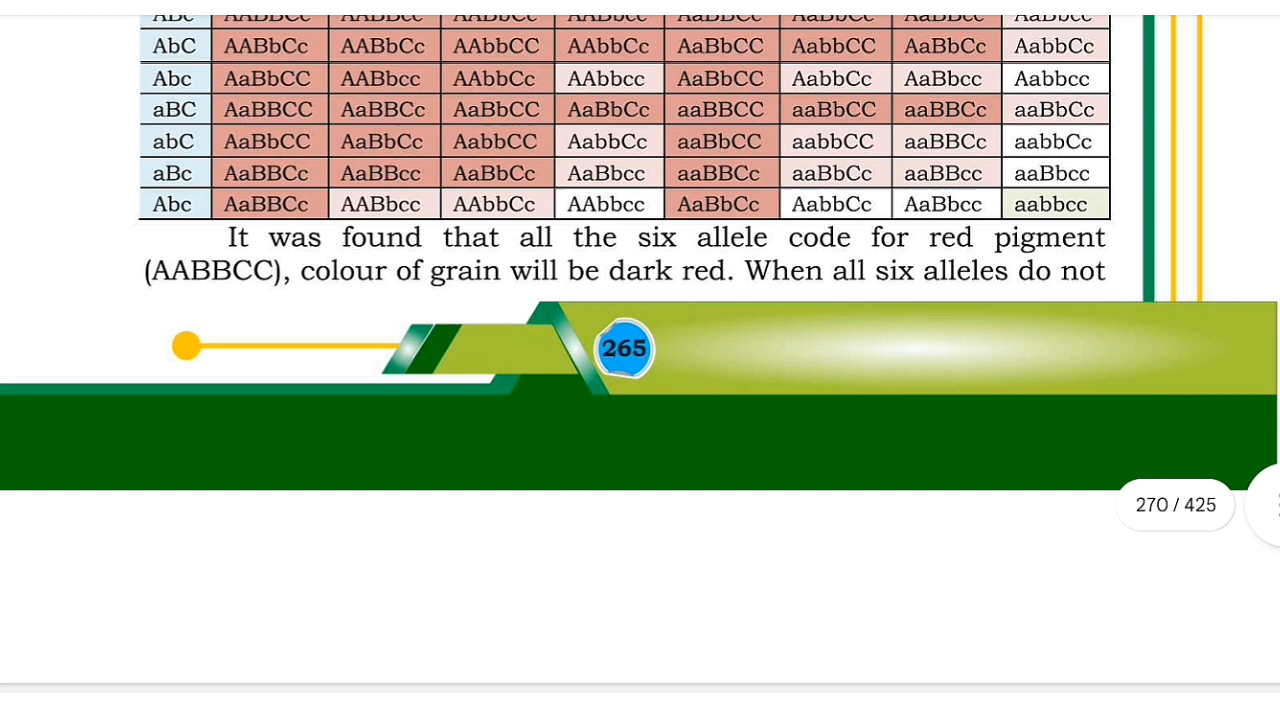 AbC AABbCc AABbCc AAbbCC AAbbCc AaBbCC AabbCC AaBbCc AabbCc
Abc AaBbCC AABbcc AAbbCc AAbbcc AaBbCC AabbCc AaBbcc Aabbcc
aBC AaBBCC AaBBCc AaBbCC AaBbCc aaBBCC aaBbCC aaBBCc aaBbCc
abC AaBbCC AaBbCc AabbCC AabbCc aaBbCC aabbCC aaBBCc aabbCc
aBc AaBBCc AaBBcc AaBbCc AaBbcc aaBBCc aaBbCc aaBBcc aaBbcc
Abc AaBBCc AABbcc AAbbCc AAbbcc AaBbCc AabbCc AaBbcc aabbcc
It was found that all the six allele code for red pigment
(AABBCC), colour of grain will be dark red. When all six alleles do not
265
270 / 425